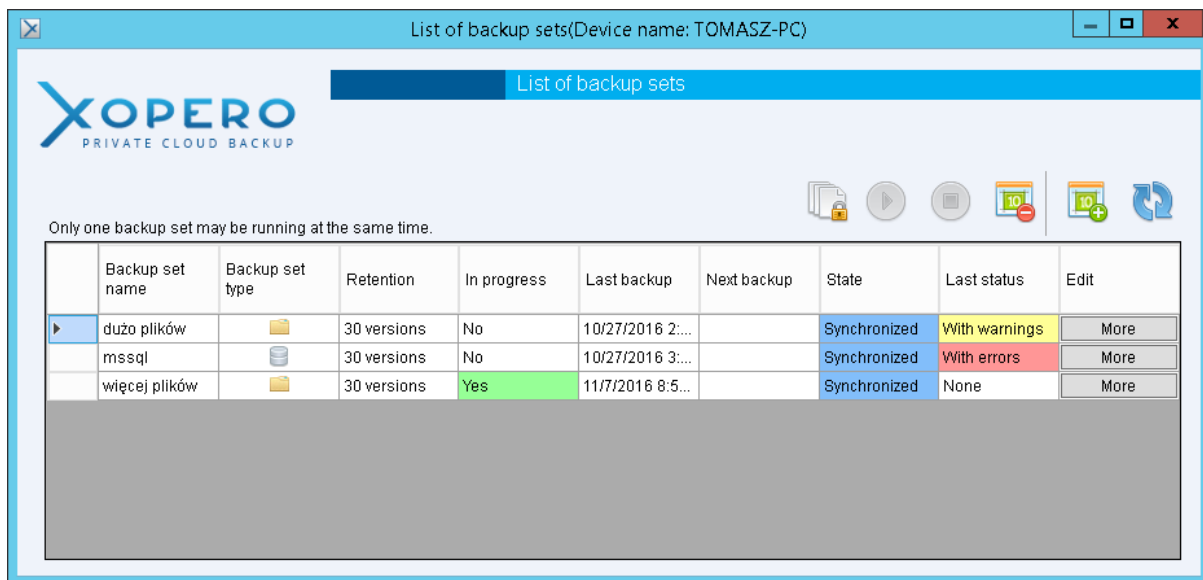 List of backup sets(Device name: TOMASZ-PC)
List of backup sets
XOPERO
PRIVATE CLOUD BACKUP
Only one backup set may be running at the same time.
Backup set name Backup set type Retention In progress Last backup Next backup State Last status Edit
dużo plików 30 versions No 10/27/2016 2:... Synchronized With warnings More
mssql 30 versions No 10/27/2016 3:... Synchronized With errors More
więcej plików 30 versions Yes 11/7/2016 8:5... Synchronized None More